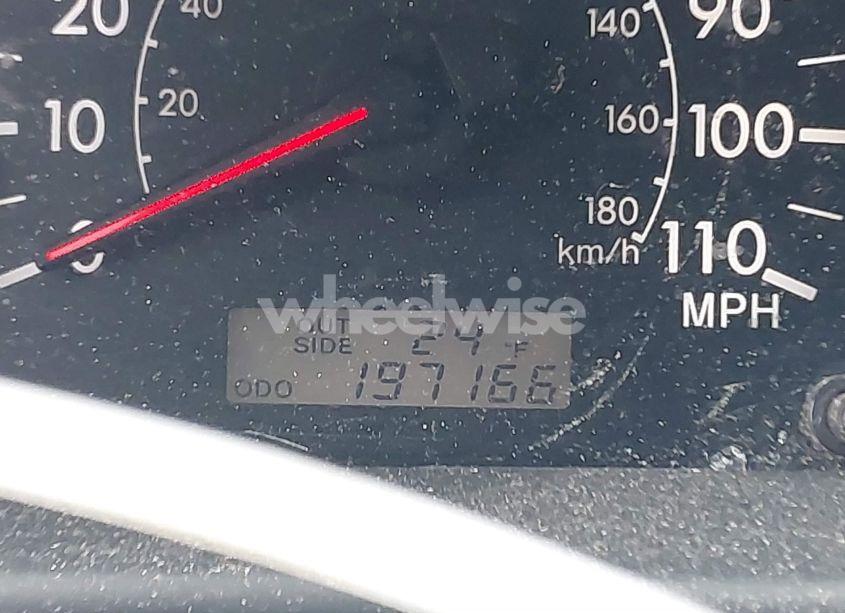 20 40 140 90
10 20 160 100
0 180 110
km/h MPH
wheelwise
OUT SIDE 24 °F
ODO 197166